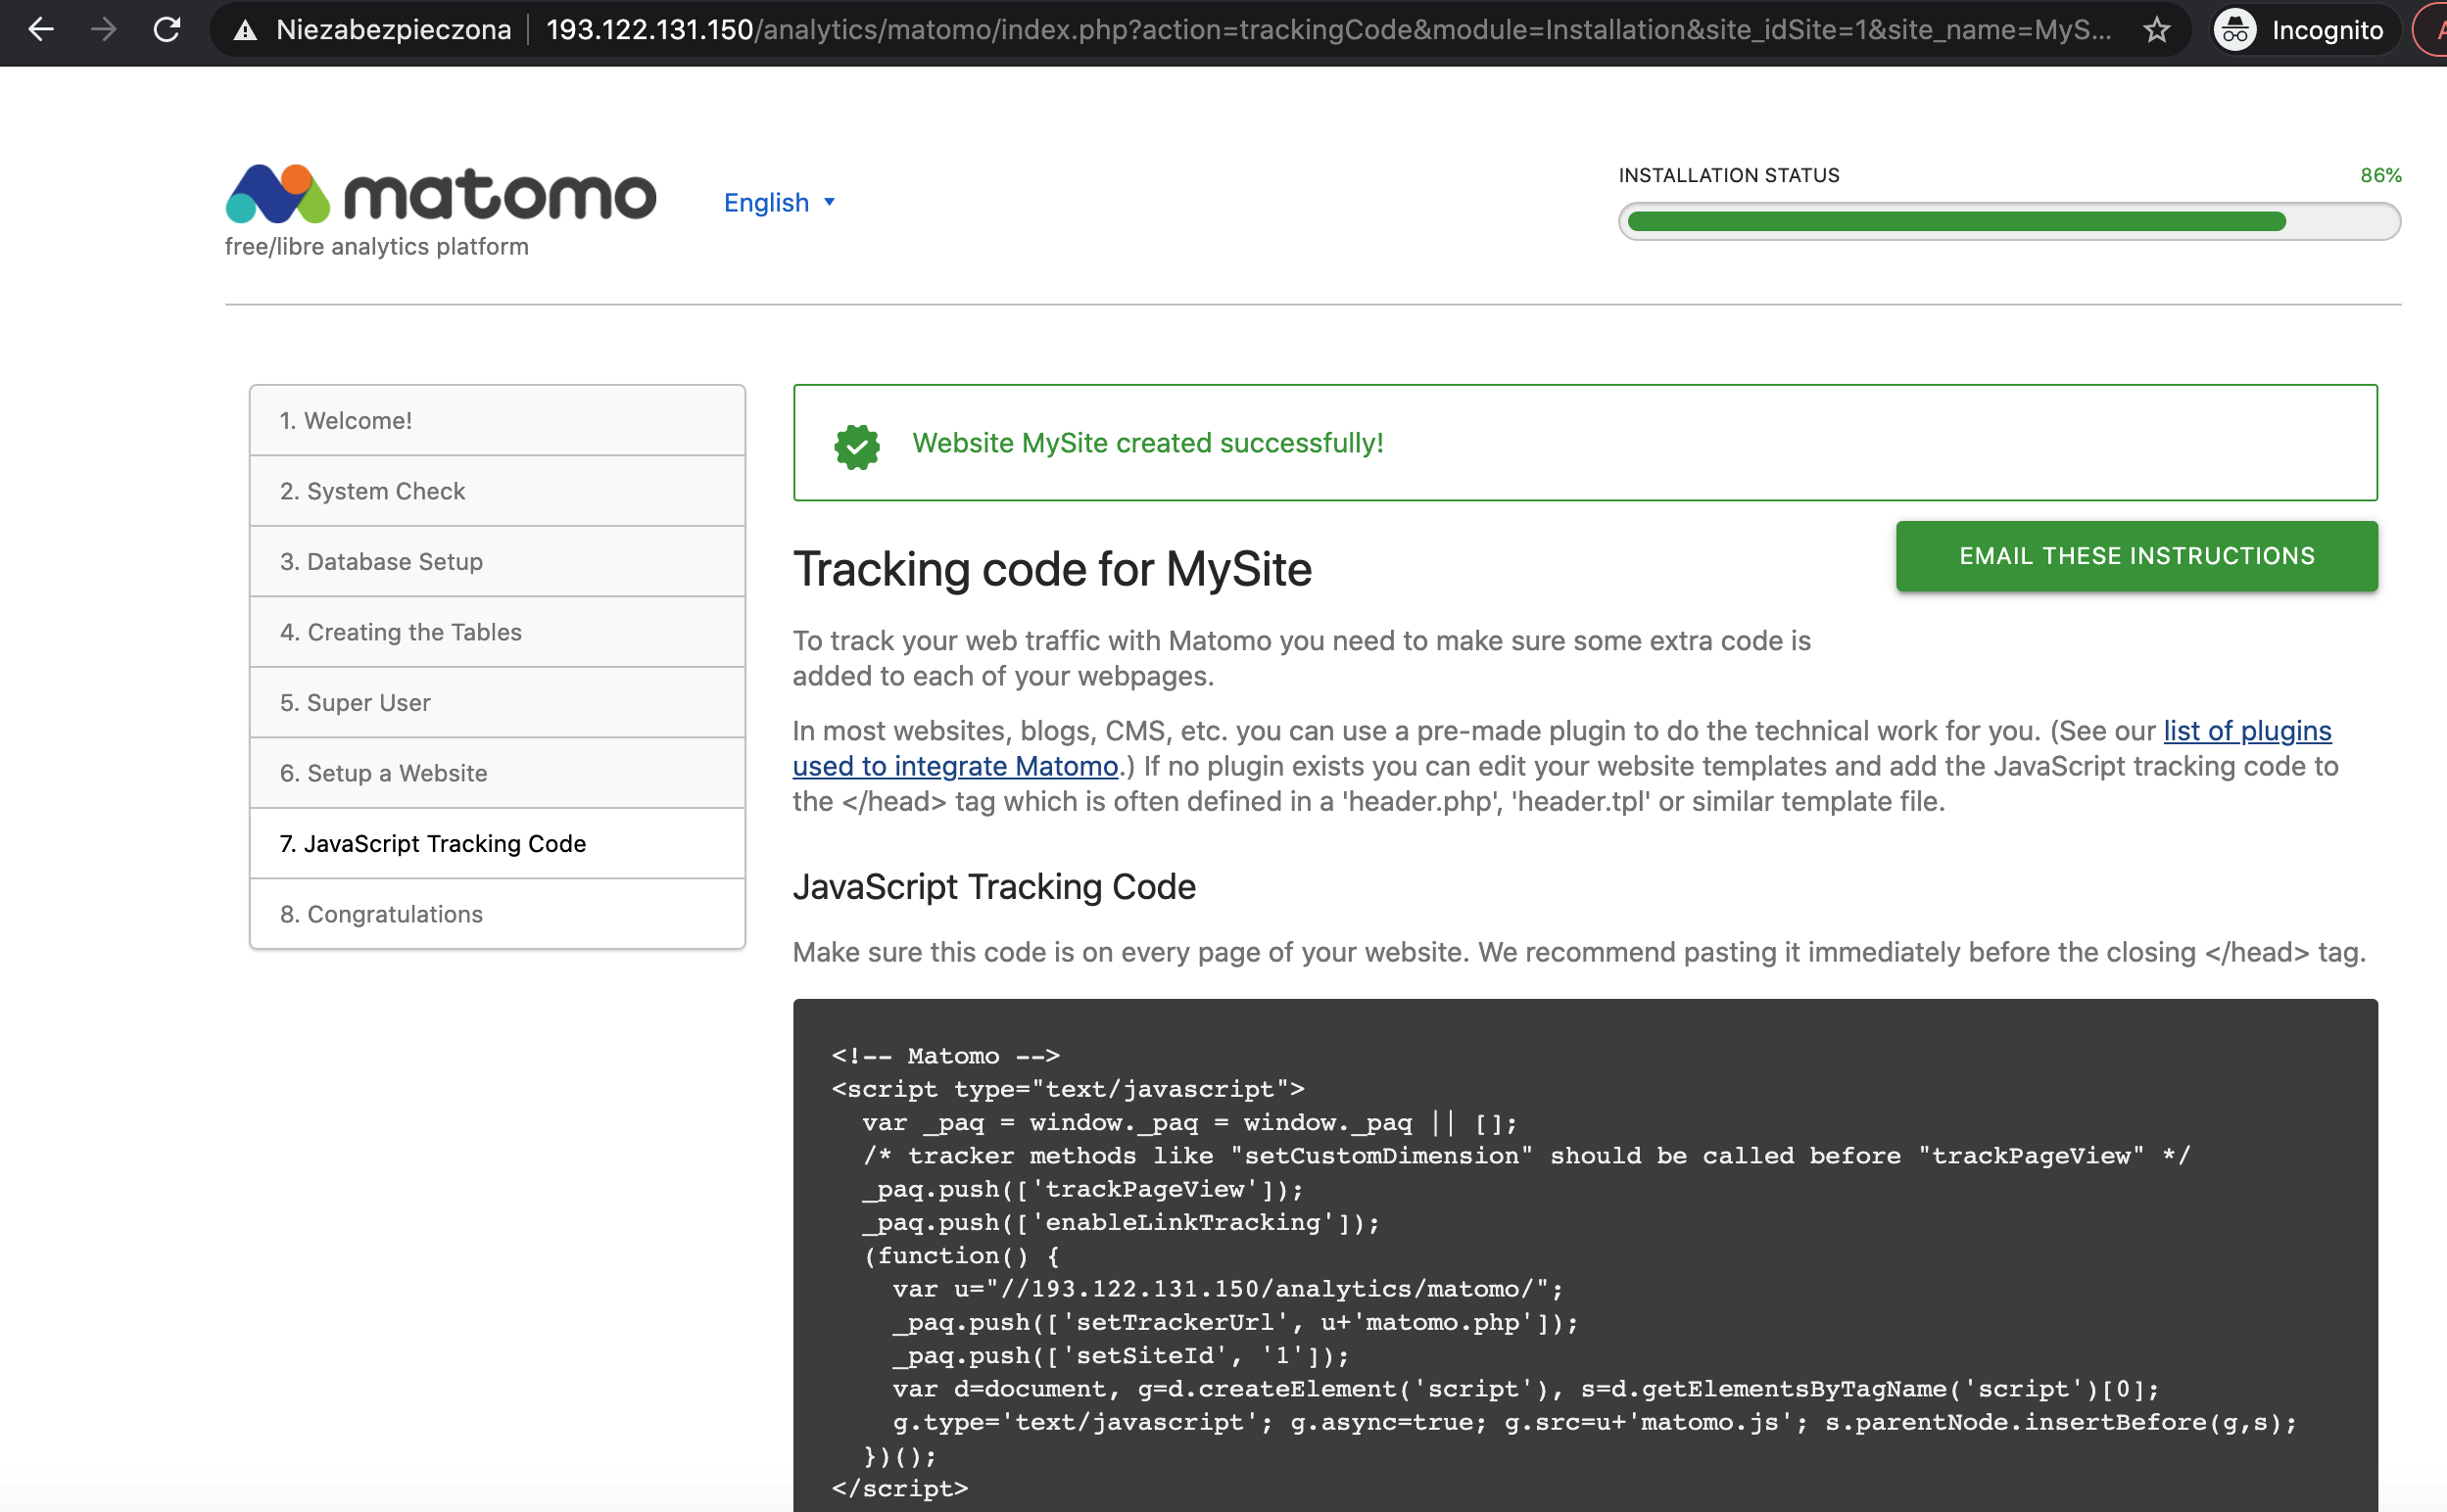 Niezabezpieczona 193.122.131.150/analytics/matomo/index.php?action=trackingCode&module=Installation&site_idSite=1&site_name=MyS... Incognito
matomo
free/libre analytics platform
English
INSTALLATION STATUS 86%
1. Welcome!
2. System Check
3. Database Setup
4. Creating the Tables
5. Super User
6. Setup a Website
7. JavaScript Tracking Code
8. Congratulations
Website MySite created successfully!
Tracking code for MySite
EMAIL THESE INSTRUCTIONS
To track your web traffic with Matomo you need to make sure some extra code is
added to each of your webpages.
In most websites, blogs, CMS, etc. you can use a pre-made plugin to do the technical work for you. (See our list of plugins
used to integrate Matomo.) If no plugin exists you can edit your website templates and add the JavaScript tracking code to
the </head> tag which is often defined in a 'header.php', 'header.tpl' or similar template file.
JavaScript Tracking Code
Make sure this code is on every page of your website. We recommend pasting it immediately before the closing </head> tag.
<!-- Matomo -->
<script type="text/javascript">
var _paq = window._paq = window._paq || [];
/* tracker methods like "setCustomDimension" should be called before "trackPageView" */
_paq.push(['trackPageView']);
_paq.push(['enableLinkTracking']);
(function() {
var u="//193.122.131.150/analytics/matomo/";
_paq.push(['setTrackerUrl', u+'matomo.php']);
_paq.push(['setSiteId', '1']);
var d=document, g=d.createElement('script'), s=d.getElementsByTagName('script')[0];
g.type='text/javascript'; g.async=true; g.src=u+'matomo.js'; s.parentNode.insertBefore(g,s);
})();
</script>